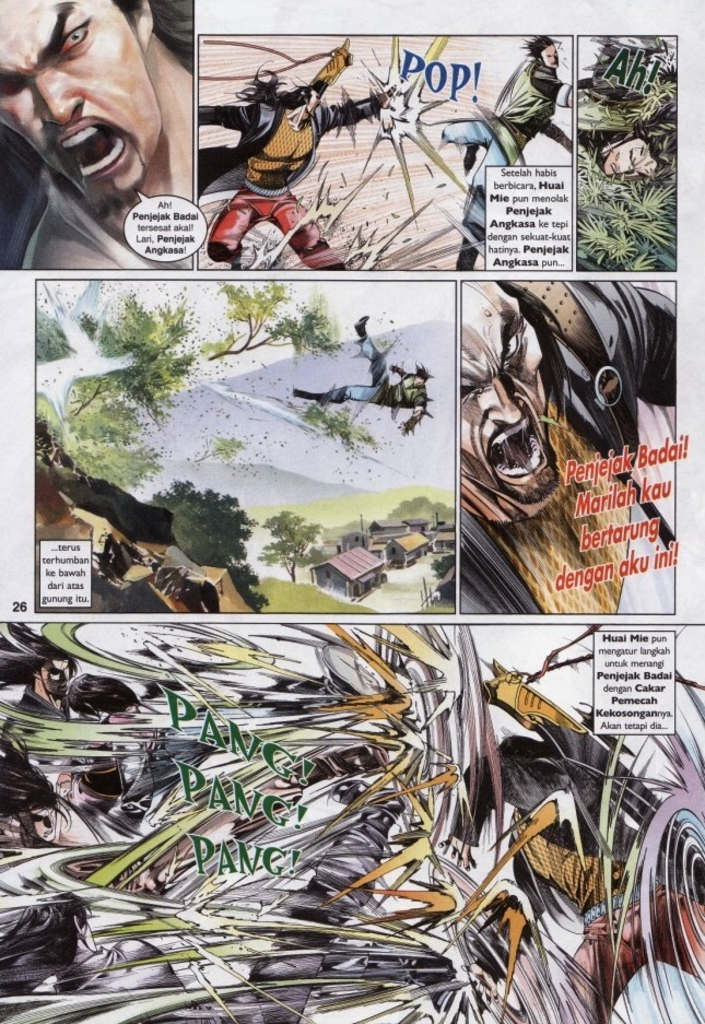 Ah!
Penjejak Badai
tersesat akal!
Lari, Penjejak
Angkasa!
POP!
Setelah habis
berbicara, Huai
Mie pun menolak
Penjejak
Angkasa ke tepi
dengan sekuat-kuat
hatinya. Penjejak
Angkasa pun...
Ah!
...terus
terhumban
ke bawah
dari atas
gunung itu.
Penjejak Badai!
Marilah kau
bertarung
dengan aku ini!
26
Huai Mie pun
mengatur langkah
untuk menangi
Penjejak Badai
dengan Cakar
Pemecah
Kekosongannya.
Akan tetapi dia...
PANG!
PANG!
PANG!